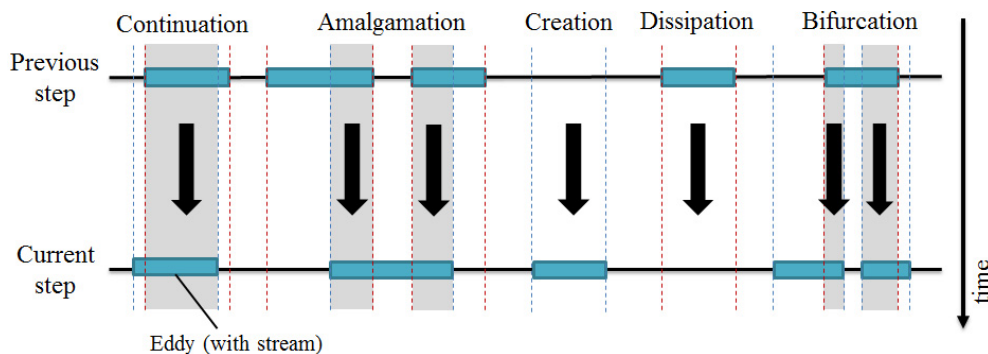 Continuation
Amalgamation
Creation
Dissipation
Bifurcation
Previous
step
Current
step
Eddy (with stream)
time